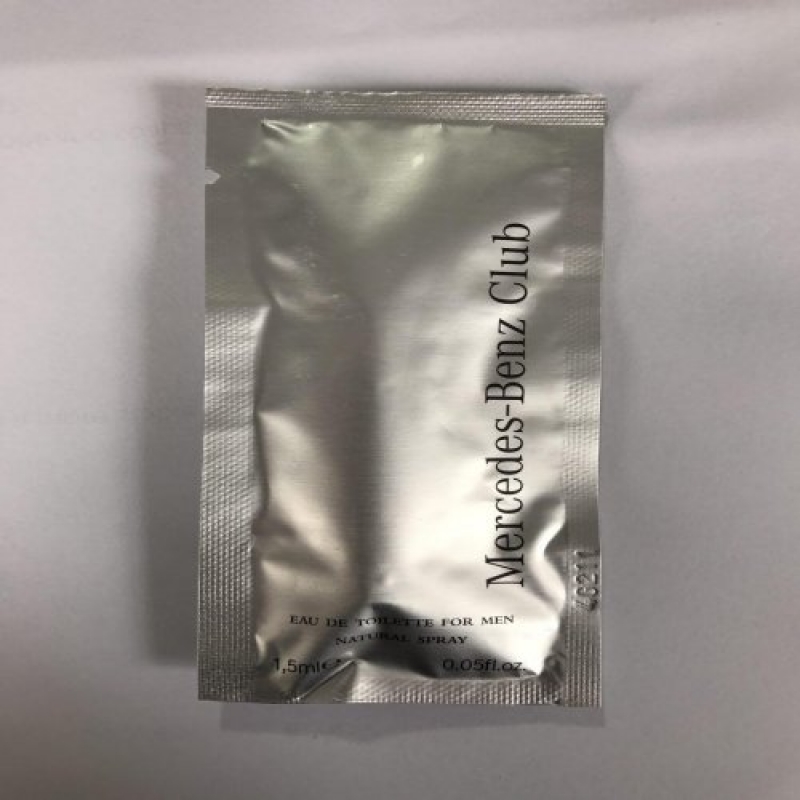 Mercedes-Benz Club
EAU DE TOILETTE FOR MEN
NATURAL SPRAY
1,5ml℮ 0.05fl.oz.